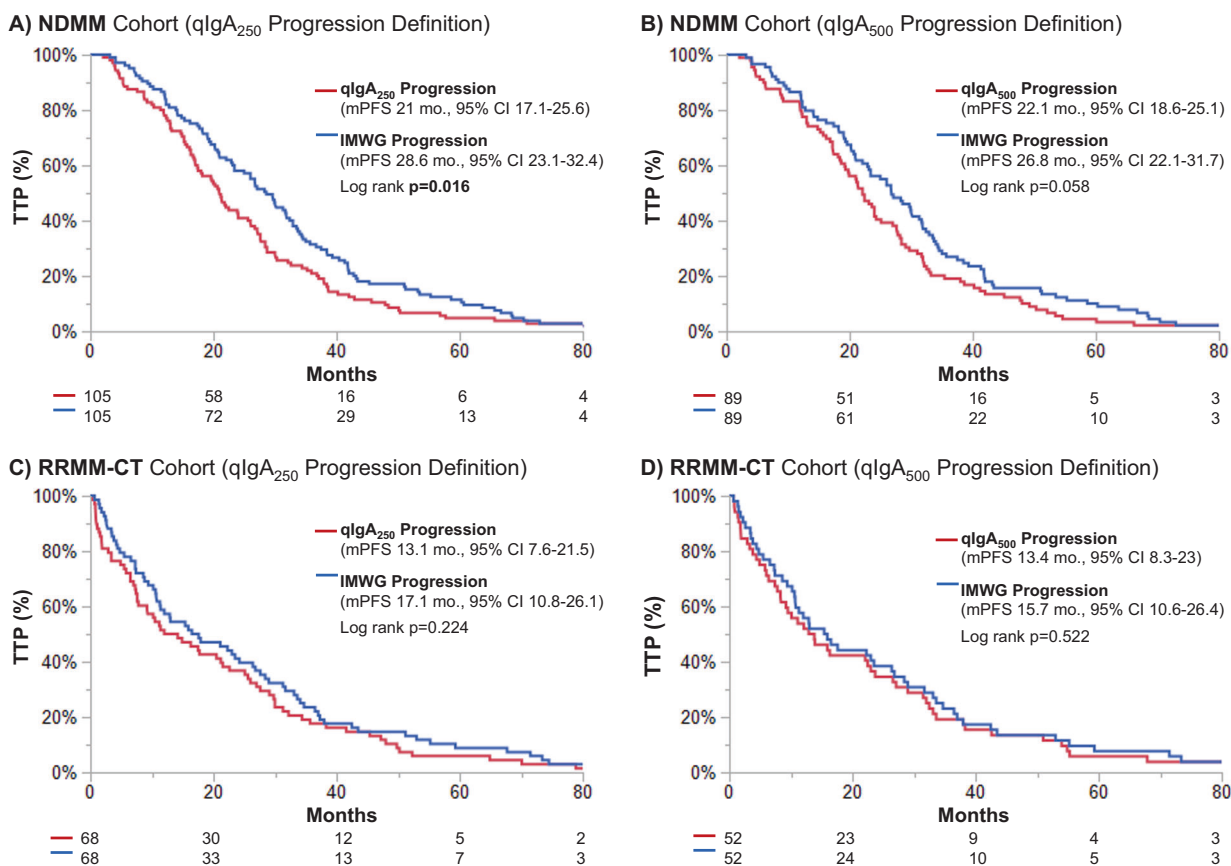 A) NDMM Cohort (qIgA250 Progression Definition)
100%
80%
60%
40%
20%
0%
TTP (%)
qIgA250 Progression
(mPFS 21 mo., 95% CI 17.1-25.6)
IMWG Progression
(mPFS 28.6 mo., 95% CI 23.1-32.4)
Log rank p=0.016
0 20 40 60 80
Months
105 58 16 6 4
105 72 29 13 4
B) NDMM Cohort (qIgA500 Progression Definition)
100%
80%
60%
40%
20%
0%
TTP (%)
qIgA500 Progression
(mPFS 22.1 mo., 95% CI 18.6-25.1)
IMWG Progression
(mPFS 26.8 mo., 95% CI 22.1-31.7)
Log rank p=0.058
0 20 40 60 80
Months
89 51 16 5 3
89 61 22 10 3
C) RRMM-CT Cohort (qIgA250 Progression Definition)
100%
80%
60%
40%
20%
0%
TTP (%)
qIgA250 Progression
(mPFS 13.1 mo., 95% CI 7.6-21.5)
IMWG Progression
(mPFS 17.1 mo., 95% CI 10.8-26.1)
Log rank p=0.224
0 20 40 60 80
Months
68 30 12 5 2
68 33 13 7 3
D) RRMM-CT Cohort (qIgA500 Progression Definition)
100%
80%
60%
40%
20%
0%
TTP (%)
qIgA500 Progression
(mPFS 13.4 mo., 95% CI 8.3-23)
IMWG Progression
(mPFS 15.7 mo., 95% CI 10.6-26.4)
Log rank p=0.522
0 20 40 60 80
Months
52 23 9 4 3
52 24 10 5 3